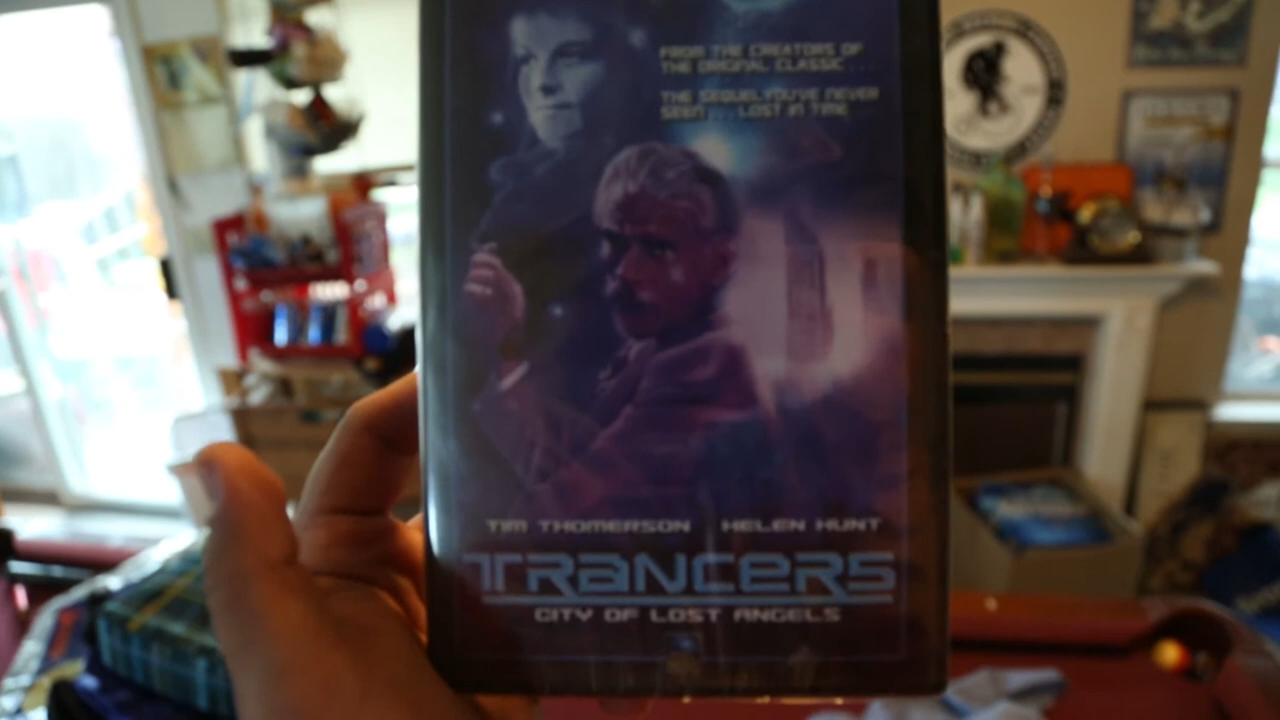 FROM THE CREATORS OF
THE ORIGINAL CLASSIC ...
THE SEQUEL YOU'VE NEVER
SEEN ... LOST IN TIME
TIM THOMERSON HELEN HUNT
TRANCERS
CITY OF LOST ANGELS